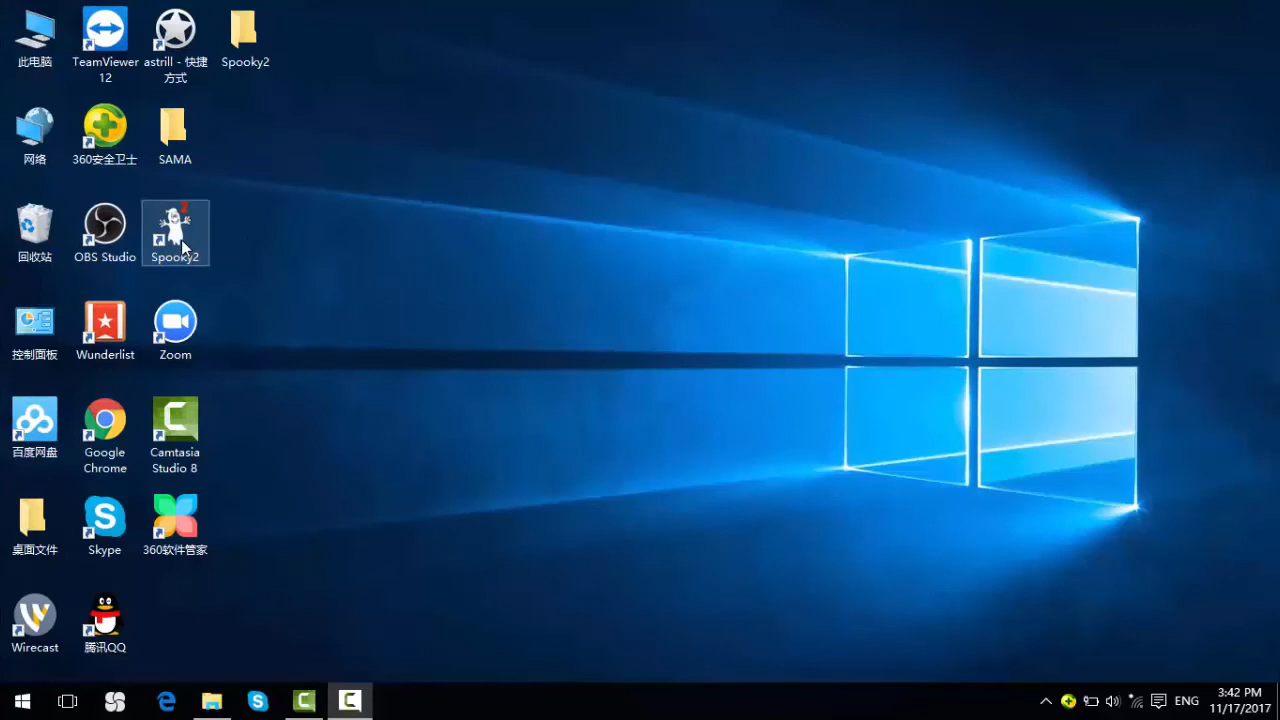 此电脑
TeamViewer
12
astrill - 快捷
方式
Spooky2
网络
360安全卫士
SAMA
回收站
OBS Studio
2
Spooky2
控制面板
Wunderlist
Zoom
百度网盘
Google
Chrome
Camtasia
Studio 8
桌面文件
Skype
360软件管家
Wirecast
腾讯QQ
ENG
3:42 PM
11/17/2017